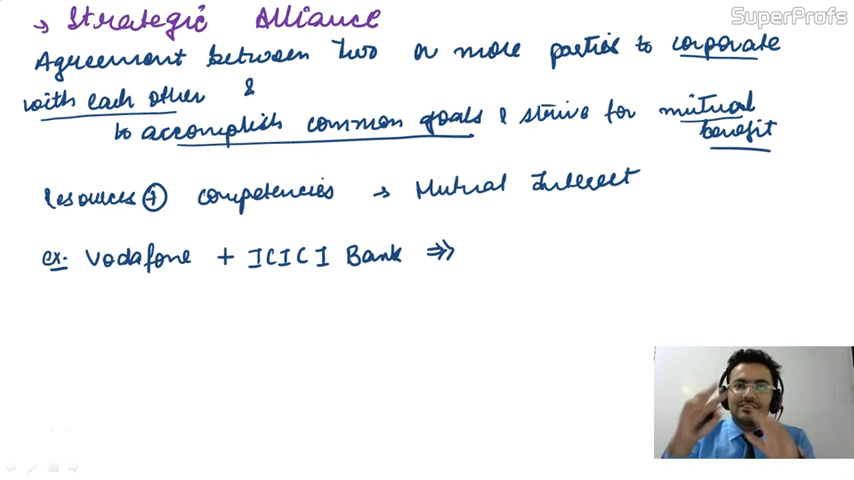 → Strategic Alliance
SuperProfs
Agreement between two or more parties to corporate
with each other &
to accomplish common goals & strive for mutual
benefit
resources + competencies → Mutual Interest
ex. Vodafone + ICICI Bank ⇒